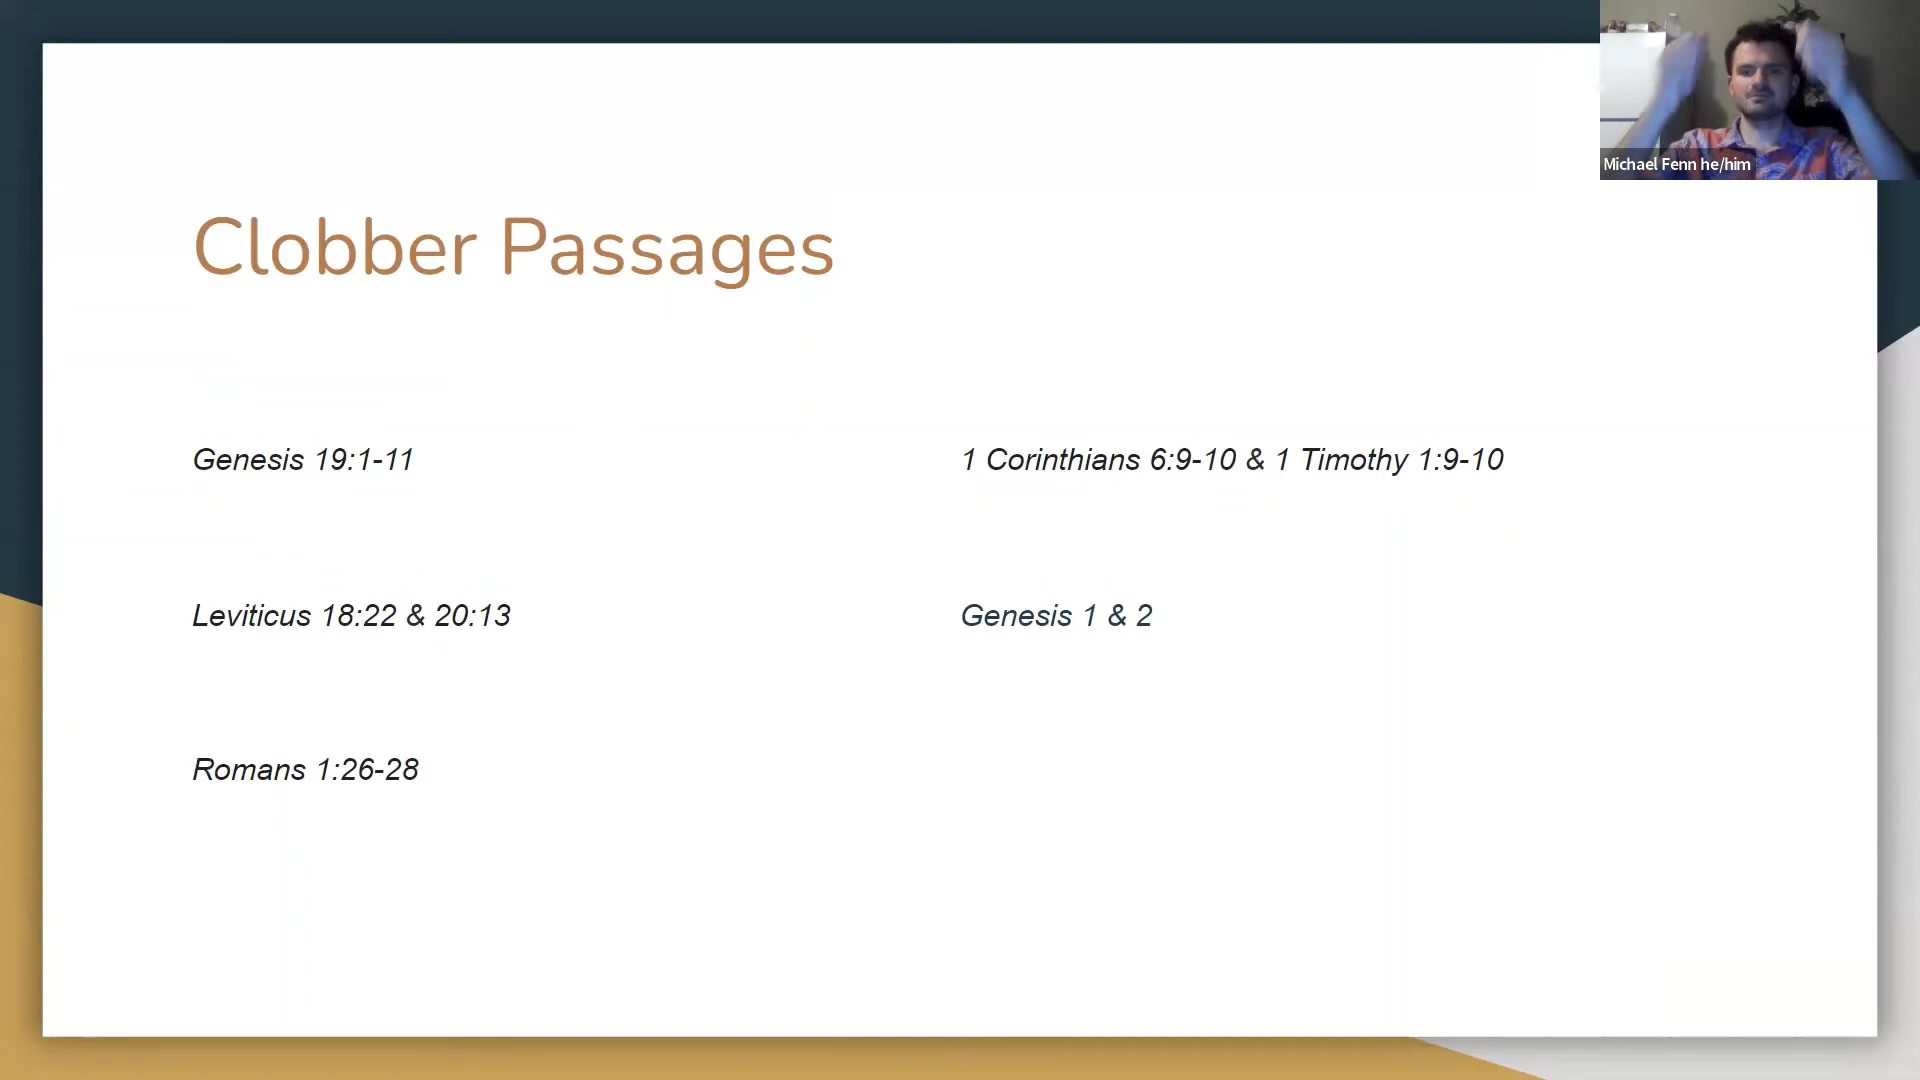 Michael Fenn he/him
Clobber Passages
Genesis 19:1-11
Leviticus 18:22 & 20:13
Romans 1:26-28
1 Corinthians 6:9-10 & 1 Timothy 1:9-10
Genesis 1 & 2